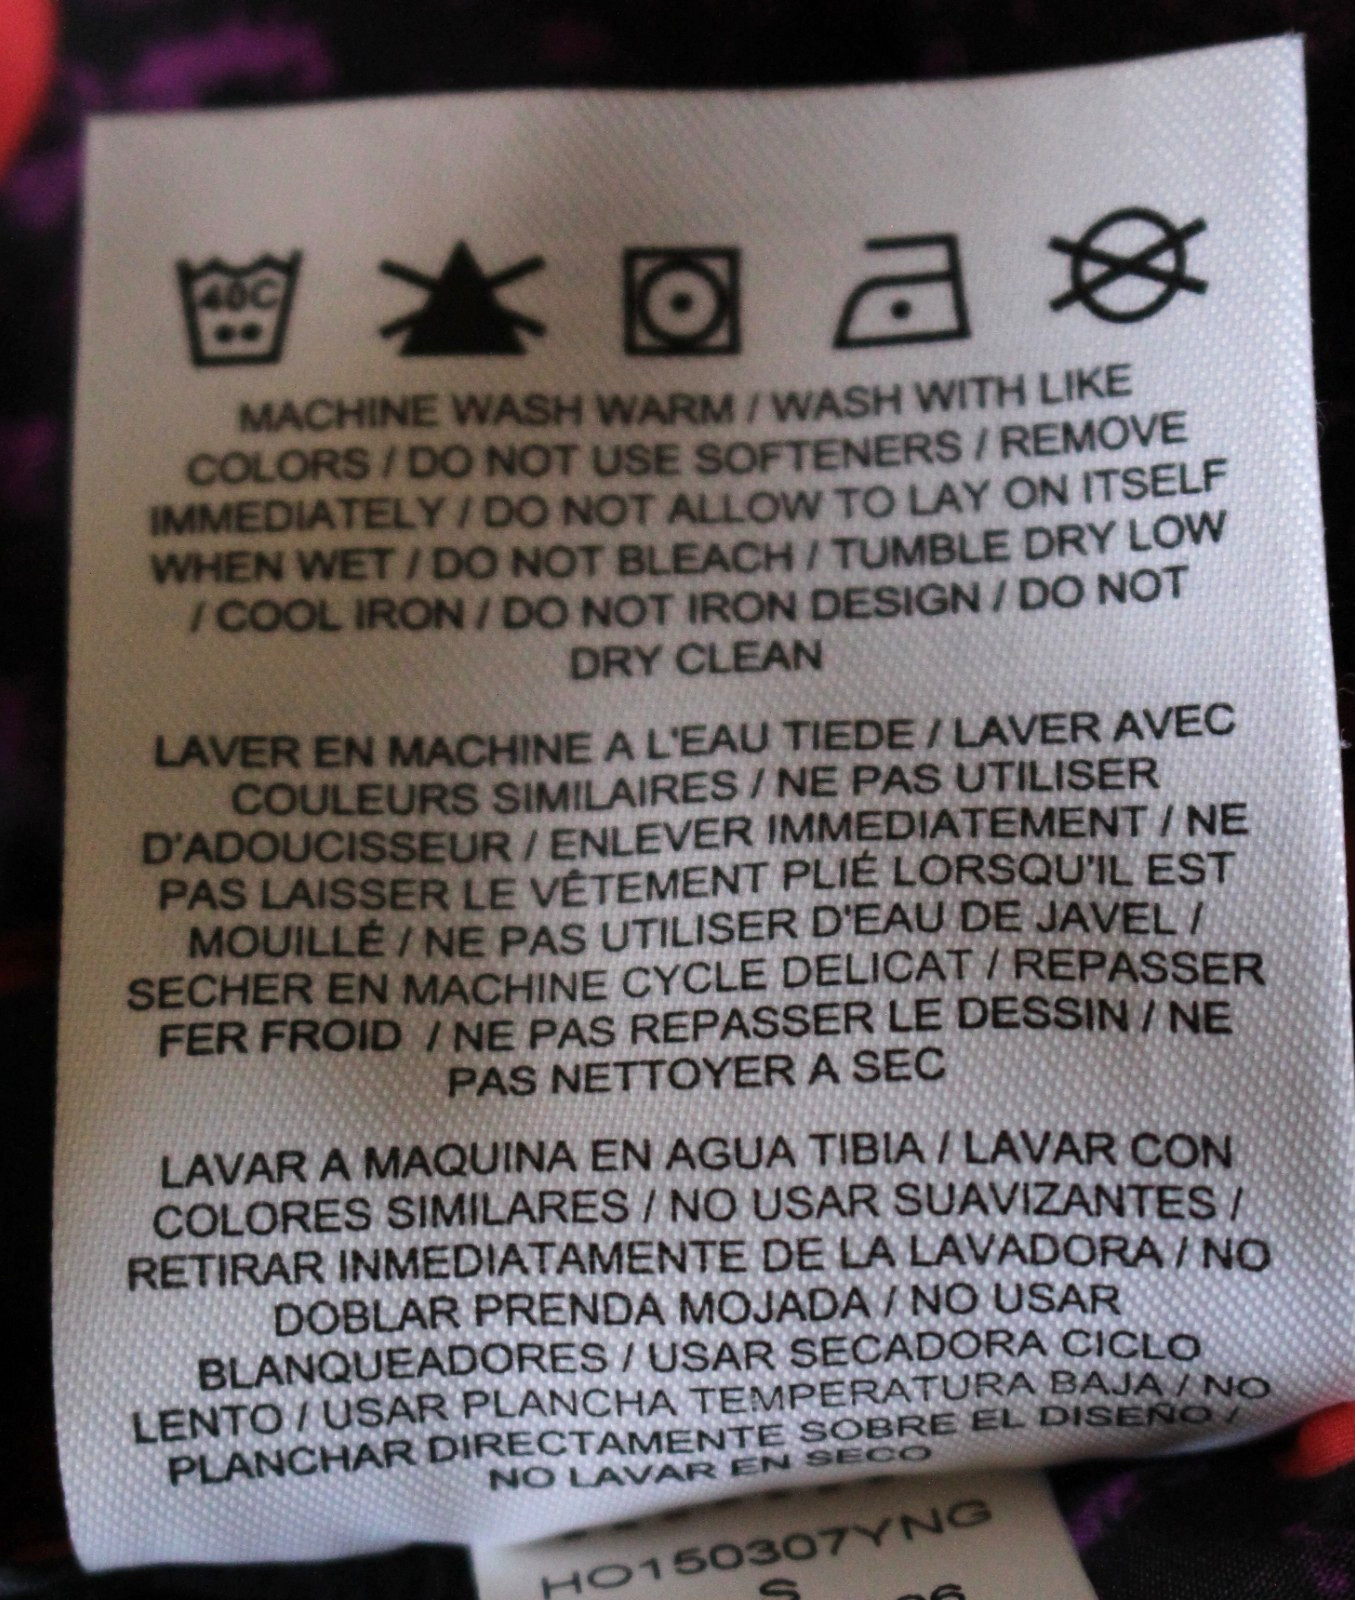 40C
MACHINE WASH WARM / WASH WITH LIKE
COLORS / DO NOT USE SOFTENERS / REMOVE
IMMEDIATELY / DO NOT ALLOW TO LAY ON ITSELF
WHEN WET / DO NOT BLEACH / TUMBLE DRY LOW
/ COOL IRON / DO NOT IRON DESIGN / DO NOT
DRY CLEAN
LAVER EN MACHINE A L'EAU TIEDE / LAVER AVEC
COULEURS SIMILAIRES / NE PAS UTILISER
D'ADOUCISSEUR / ENLEVER IMMEDIATEMENT / NE
PAS LAISSER LE VÊTEMENT PLIÉ LORSQU'IL EST
MOUILLÉ / NE PAS UTILISER D'EAU DE JAVEL /
SECHER EN MACHINE CYCLE DELICAT / REPASSER
FER FROID / NE PAS REPASSER LE DESSIN / NE
PAS NETTOYER A SEC
LAVAR A MAQUINA EN AGUA TIBIA / LAVAR CON
COLORES SIMILARES / NO USAR SUAVIZANTES /
RETIRAR INMEDIATAMENTE DE LA LAVADORA / NO
DOBLAR PRENDA MOJADA / NO USAR
BLANQUEADORES / USAR SECADORA CICLO
LENTO / USAR PLANCHA TEMPERATURA BAJA / NO
PLANCHAR DIRECTAMENTE SOBRE EL DISEÑO /
NO LAVAR EN SECO
HO150307YNG
S